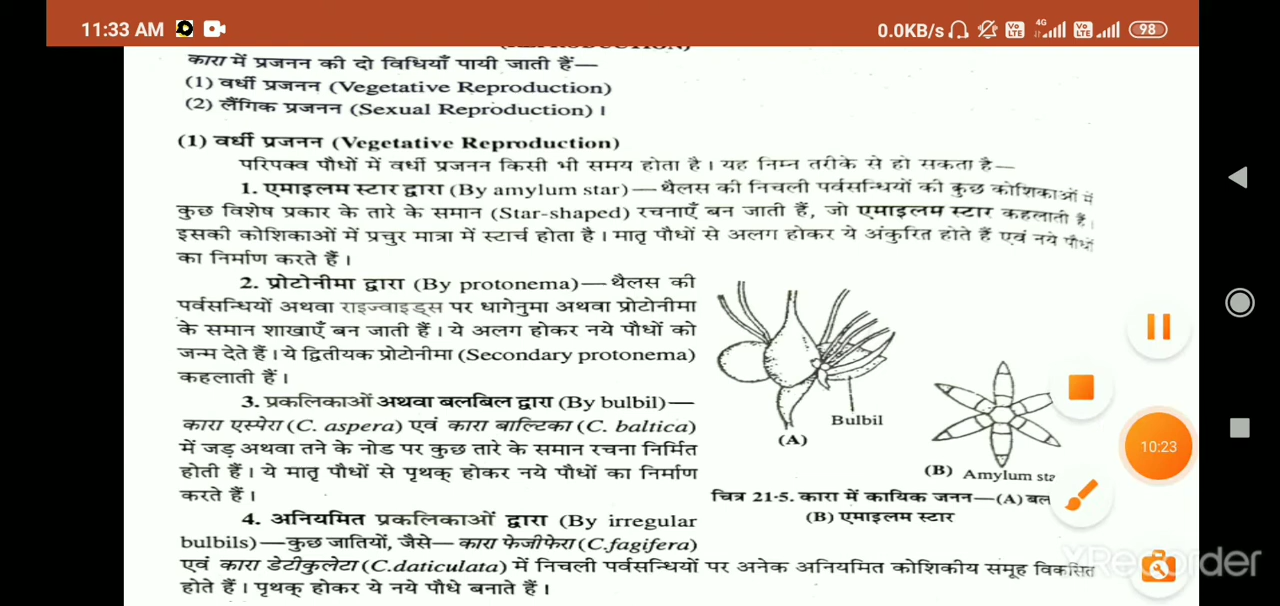 11:33 AM
0.0KB/s 4G Vo LTE Vo LTE 98
(REPRODUCTION)
कारा में प्रजनन की दो विधियाँ पायी जाती हैं—
(1) वर्धी प्रजनन (Vegetative Reproduction)
(2) लैंगिक प्रजनन (Sexual Reproduction) ।
(1) वर्धी प्रजनन (Vegetative Reproduction)
परिपक्व पौधों में वर्धी प्रजनन किसी भी समय होता है। यह निम्न तरीके से हो सकता है—
1. एमाइलम स्टार द्वारा (By amylum star)—थैलस की निचली पर्वसन्धियों की कुछ कोशिकाओं में
कुछ विशेष प्रकार के तारे के समान (Star-shaped) रचनाएँ बन जाती हैं, जो एमाइलम स्टार कहलाती हैं।
इसकी कोशिकाओं में प्रचुर मात्रा में स्टार्च होता है। मातृ पौधों से अलग होकर ये अंकुरित होते हैं एवं नये पौधों
का निर्माण करते हैं।
2. प्रोटोनीमा द्वारा (By protonema)—थैलस की
पर्वसन्धियों अथवा राइज्वाइड्स पर धागेनुमा अथवा प्रोटोनीमा
के समान शाखाएँ बन जाती हैं। ये अलग होकर नये पौधों को
जन्म देते हैं। ये द्वितीयक प्रोटोनीमा (Secondary protonema)
कहलाती हैं।
3. प्रकलिकाओं अथवा बलबिल द्वारा (By bulbil)—
कारा एस्पेरा (C. aspera) एवं कारा बाल्टिका (C. baltica)
में जड़ अथवा तने के नोड पर कुछ तारे के समान रचना निर्मित
होती हैं। ये मातृ पौधों से पृथक् होकर नये पौधों का निर्माण
करते हैं।
4. अनियमित प्रकलिकाओं द्वारा (By irregular
bulbils)—कुछ जातियों, जैसे—कारा फेजीफेरा (C.fagifera)
एवं कारा डेटीकुलेटा (C.daticulata) में निचली पर्वसन्धियों पर अनेक अनियमित कोशिकीय समूह विकसित
होते हैं। पृथक् होकर ये नये पौधे बनाते हैं।
Bulbil
(A)
(B) Amylum sta
चित्र 21·5. कारा में कायिक जनन—(A) बल
(B) एमाइलम स्टार
10:23
XRecorder